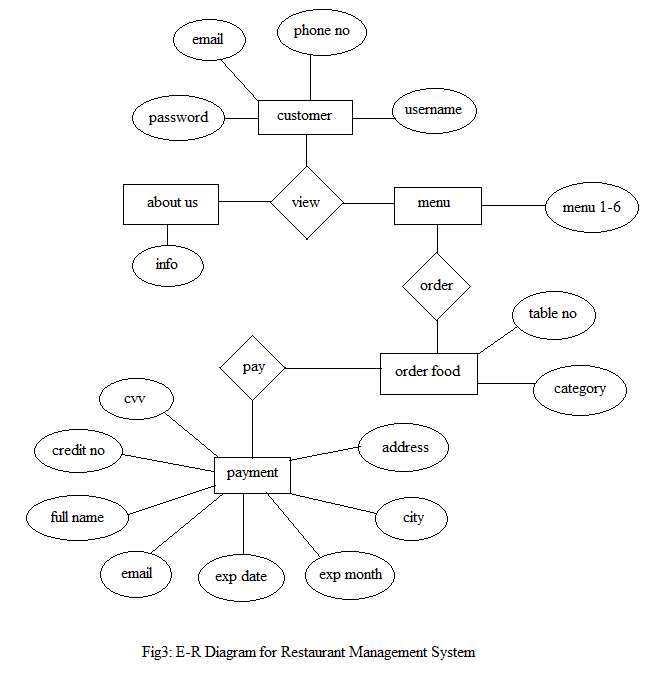 phone no
email
username
customer
password
about us
view
menu
menu 1-6
info
order
table no
pay
order food
category
cvv
address
credit no
payment
full name
city
email
exp date
exp month
Fig3: E-R Diagram for Restaurant Management System